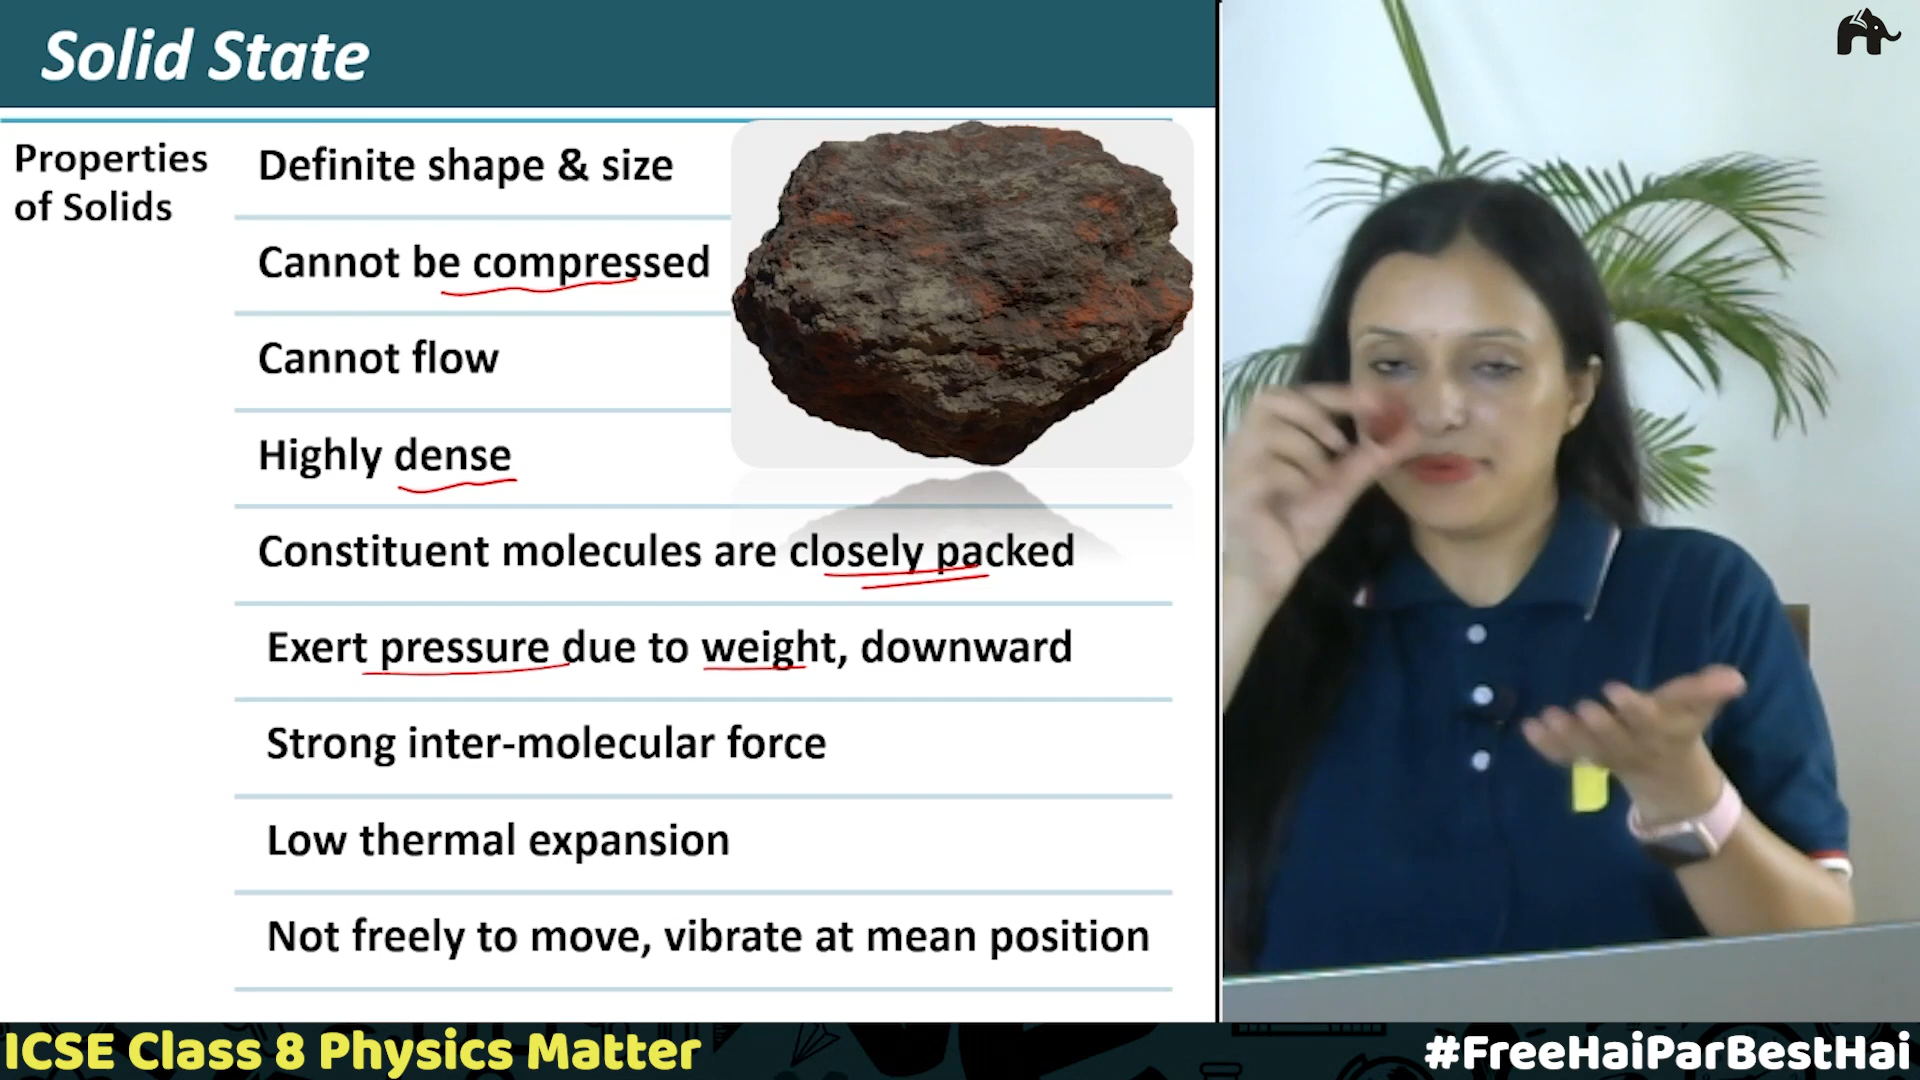 Solid State
Properties
of Solids
Definite shape & size
Cannot be compressed
Cannot flow
Highly dense
Constituent molecules are closely packed
Exert pressure due to weight, downward
Strong inter-molecular force
Low thermal expansion
Not freely to move, vibrate at mean position
ICSE Class 8 Physics Matter
#FreeHaiParBestHai